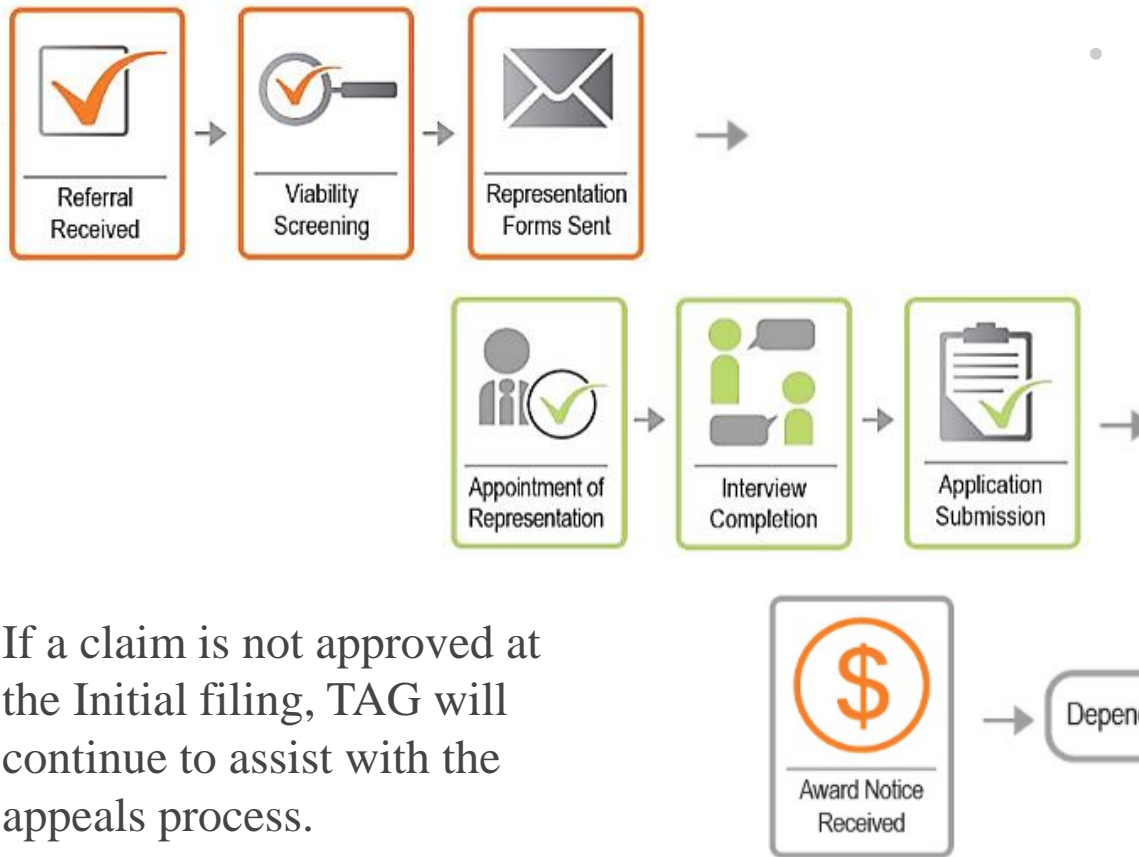 Referral
Received
Viability
Screening
Representation
Forms Sent
Appointment of
Representation
Interview
Completion
Application
Submission
If a claim is not approved at
the Initial filing, TAG will
continue to assist with the
appeals process.
$
Award Notice
Received